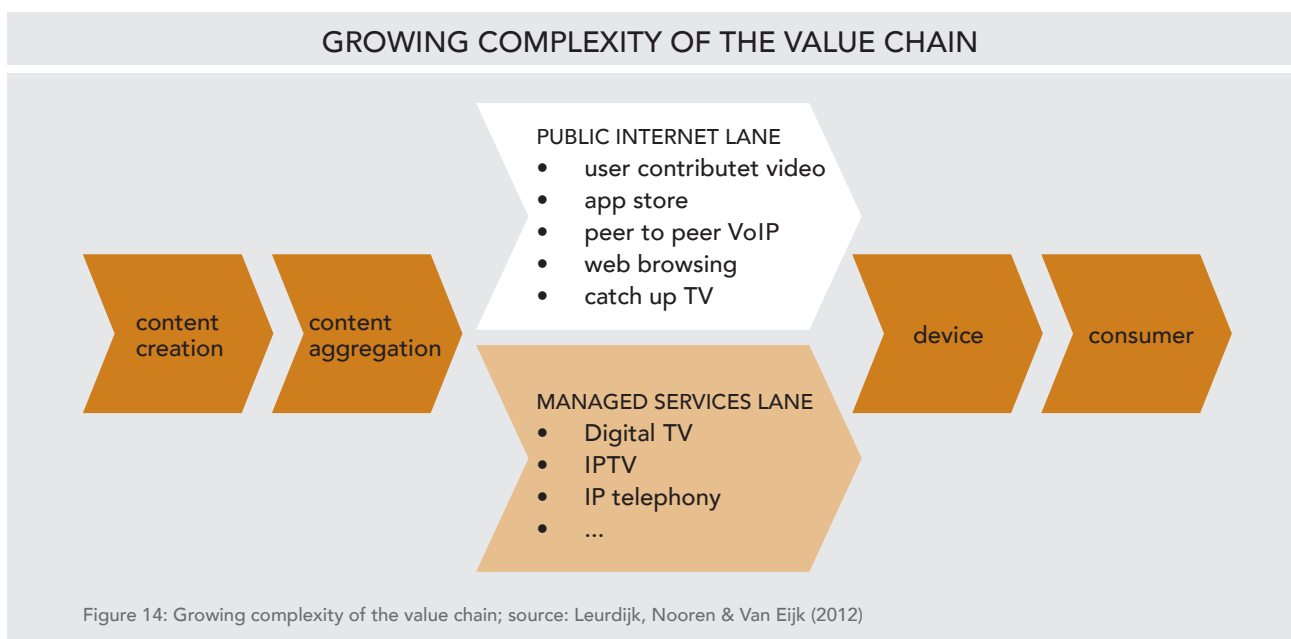 GROWING COMPLEXITY OF THE VALUE CHAIN
content
creation
content
aggregation
PUBLIC INTERNET LANE
• user contributet video
• app store
• peer to peer VoIP
• web browsing
• catch up TV
MANAGED SERVICES LANE
• Digital TV
• IPTV
• IP telephony
• ...
device
consumer
Figure 14: Growing complexity of the value chain; source: Leurdijk, Nooren & Van Eijk (2012)